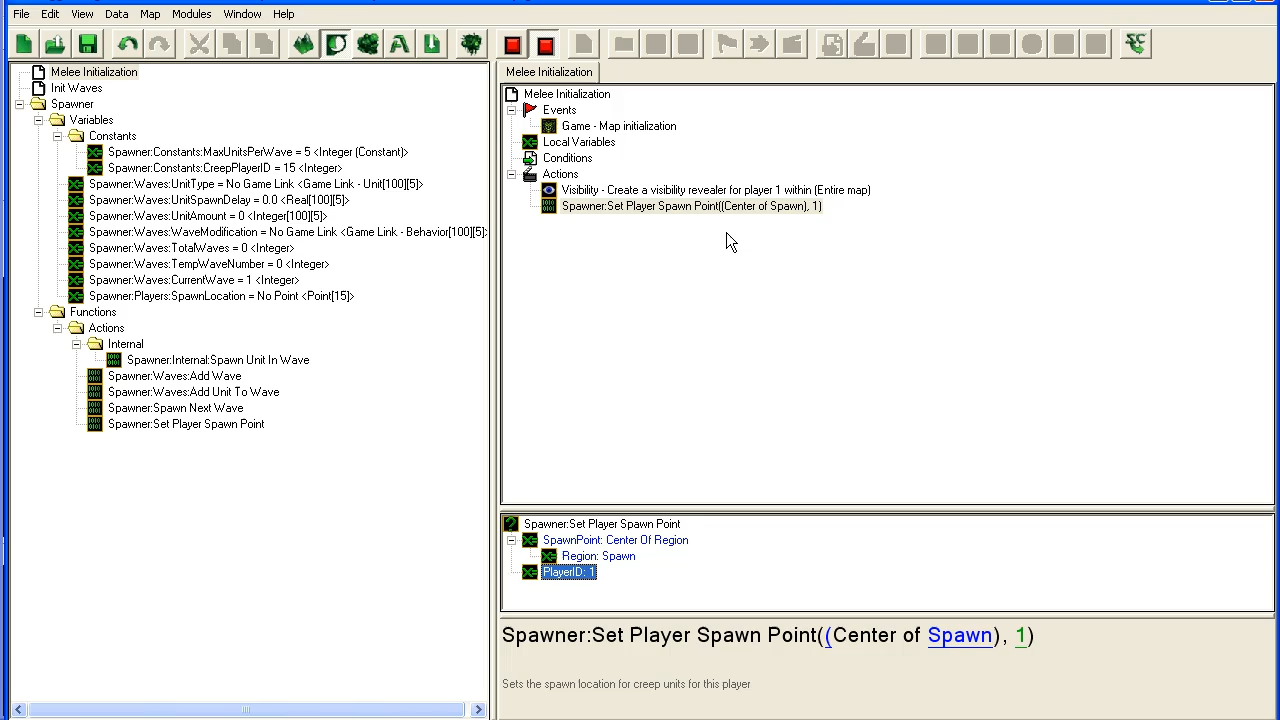 File Edit View Data Map Modules Window Help
Melee Initialization
Init Waves
Spawner
Variables
Constants
Spawner:Constants:MaxUnitsPerWave = 5 <Integer (Constant)>
Spawner:Constants:CreepPlayerID = 15 <Integer>
Spawner:Waves:UnitType = No Game Link <Game Link - Unit[100][5]>
Spawner:Waves:UnitSpawnDelay = 0.0 <Real[100][5]>
Spawner:Waves:UnitAmount = 0 <Integer[100][5]>
Spawner:Waves:WaveModification = No Game Link <Game Link - Behavior[100][5]>
Spawner:Waves:TotalWaves = 0 <Integer>
Spawner:Waves:TempWaveNumber = 0 <Integer>
Spawner:Waves:CurrentWave = 1 <Integer>
Spawner:Players:SpawnLocation = No Point <Point[15]>
Functions
Actions
Internal
Spawner:Internal:Spawn Unit In Wave
Spawner:Waves:Add Wave
Spawner:Waves:Add Unit To Wave
Spawner:Spawn Next Wave
Spawner:Set Player Spawn Point
Melee Initialization
Melee Initialization
Events
Game - Map initialization
Local Variables
Conditions
Actions
Visibility - Create a visibility revealer for player 1 within (Entire map)
Spawner:Set Player Spawn Point((Center of Spawn), 1)
Spawner:Set Player Spawn Point
SpawnPoint: Center Of Region
Region: Spawn
PlayerID: 1
Spawner:Set Player Spawn Point((Center of Spawn), 1)
Sets the spawn location for creep units for this player